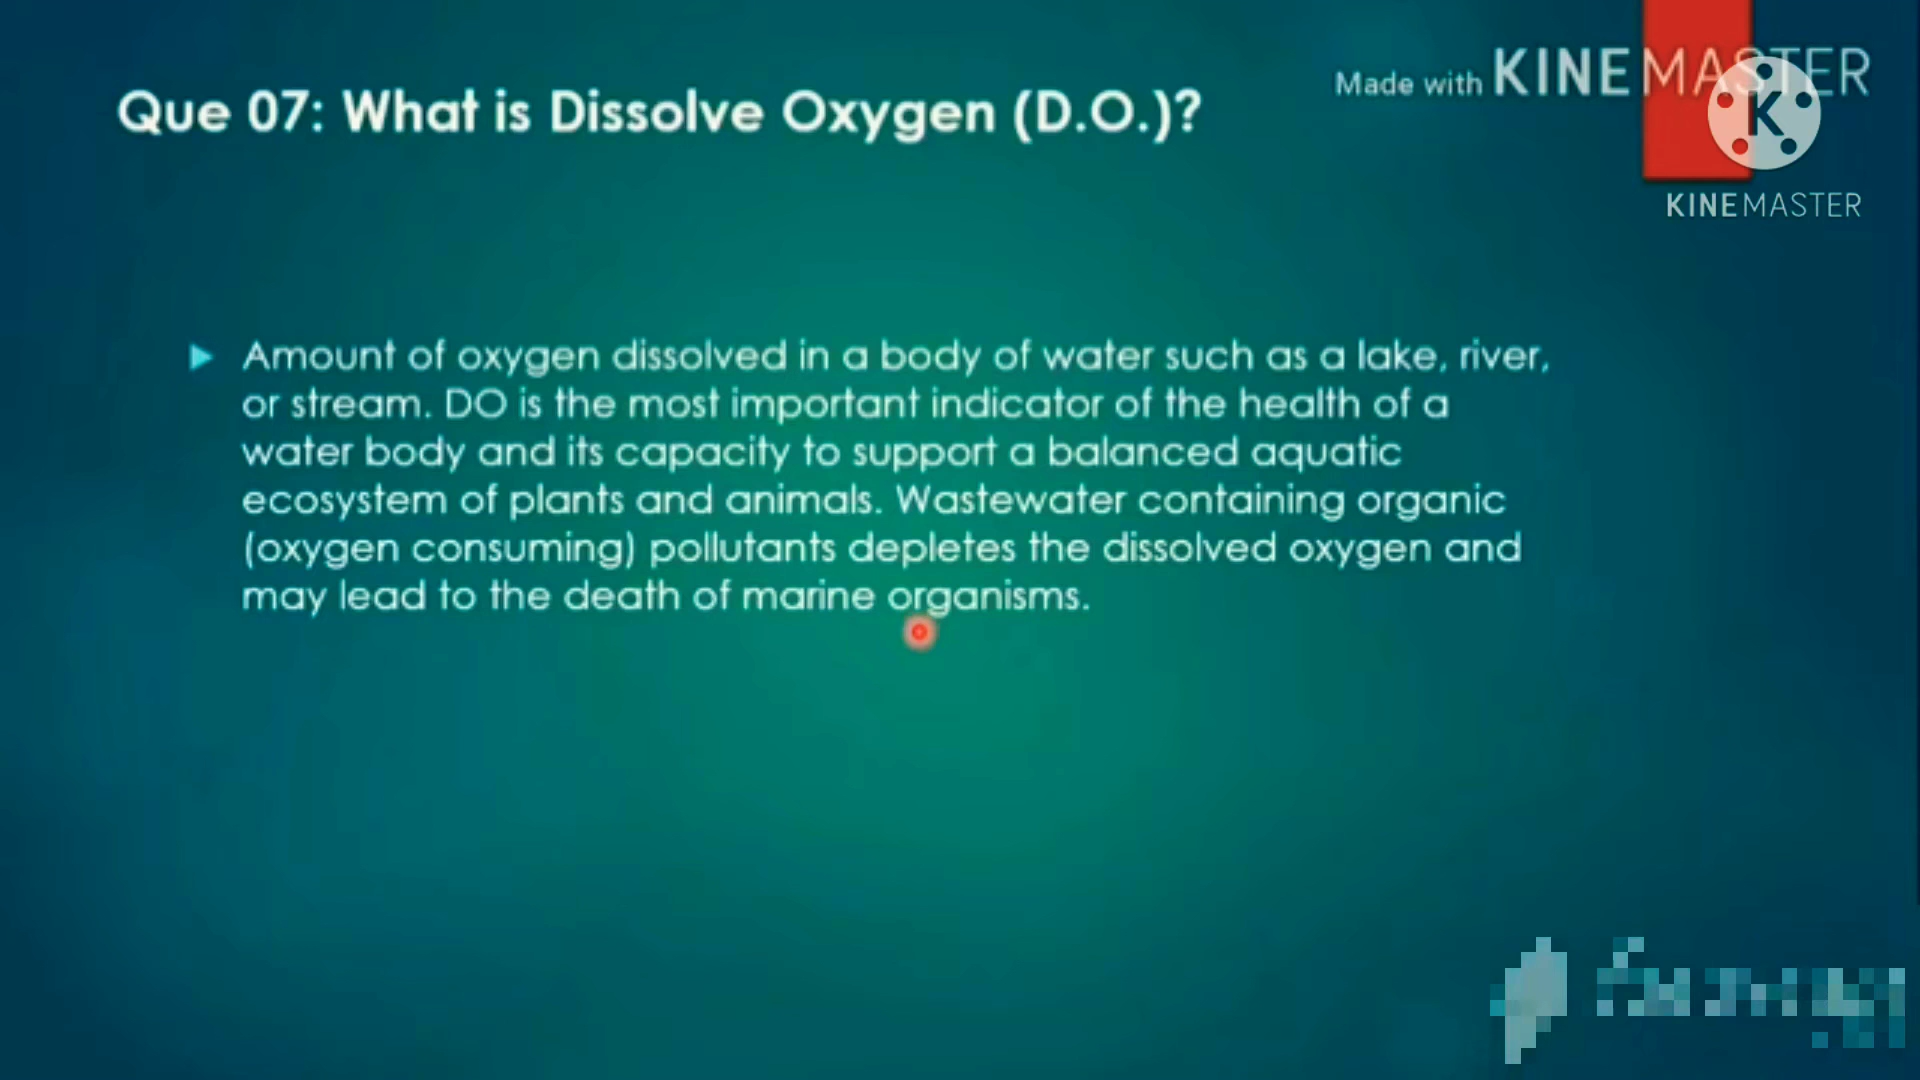 Que 07: What is Dissolve Oxygen (D.O.)?
Made with KINEMASTER
K
KINEMASTER
Amount of oxygen dissolved in a body of water such as a lake, river,
or stream. DO is the most important indicator of the health of a
water body and its capacity to support a balanced aquatic
ecosystem of plants and animals. Wastewater containing organic
(oxygen consuming) pollutants depletes the dissolved oxygen and
may lead to the death of marine organisms.